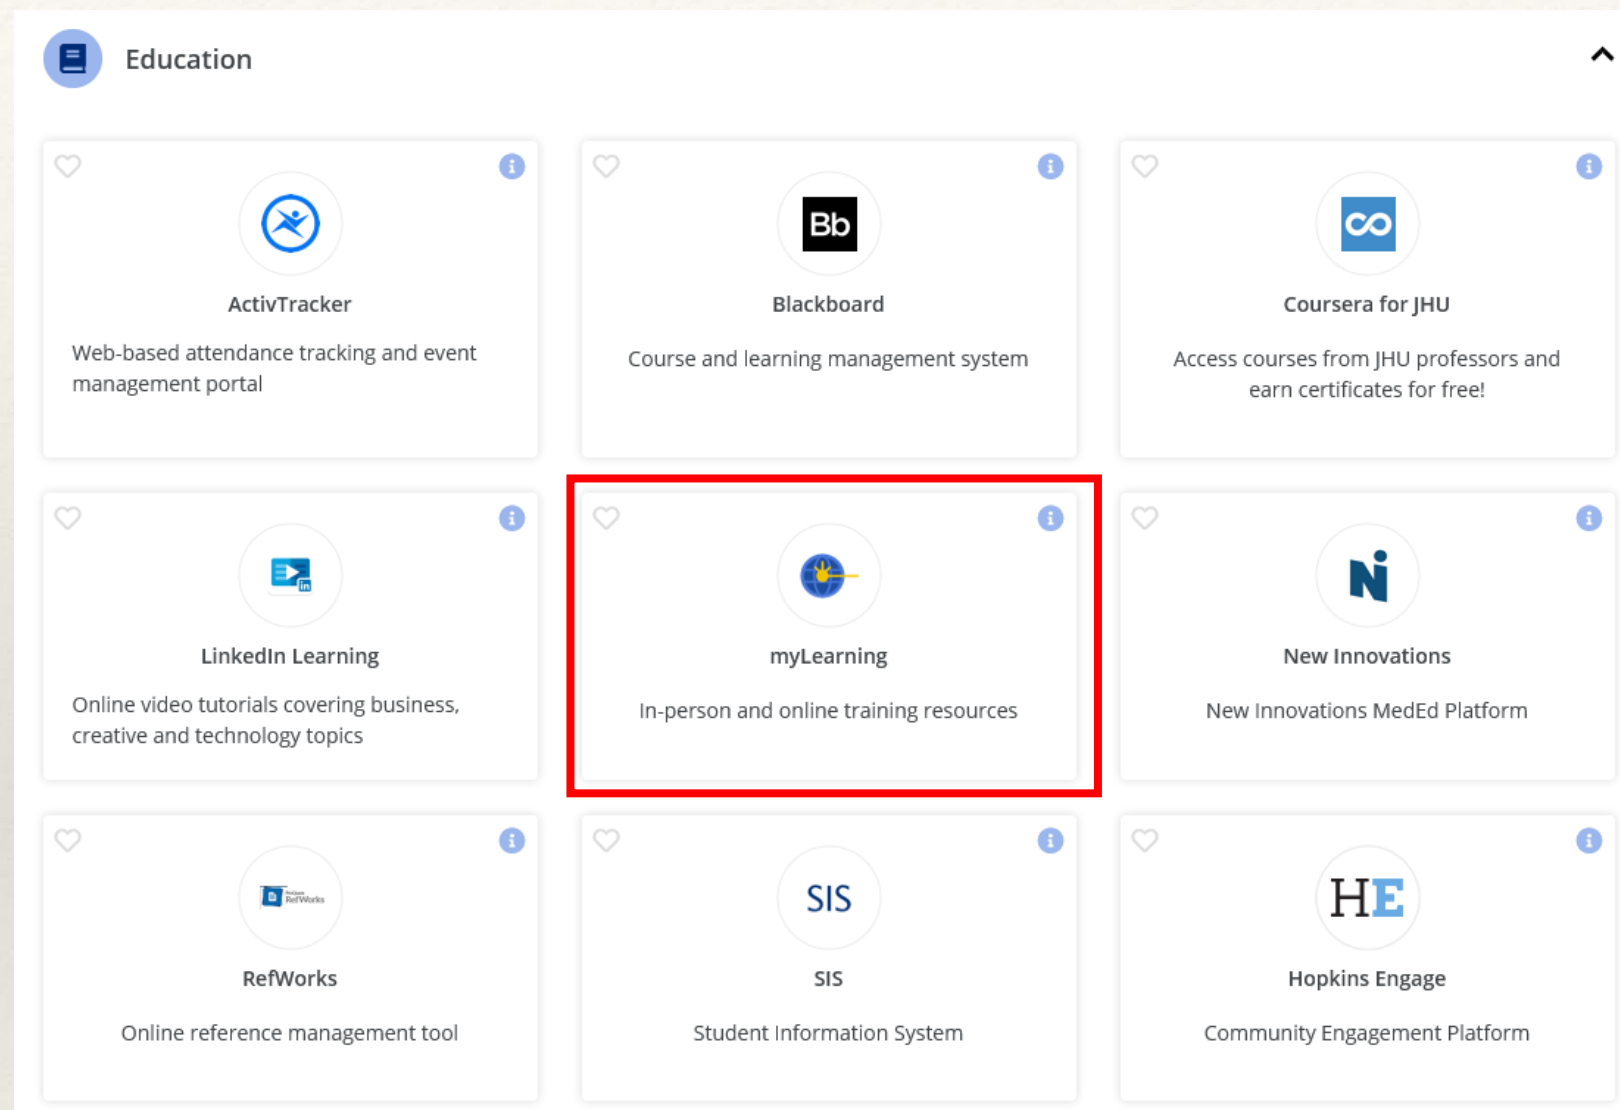 Education
ActivTracker
Web-based attendance tracking and event
management portal
Bb
Blackboard
Course and learning management system
Coursera for JHU
Access courses from JHU professors and
earn certificates for free!
in
LinkedIn Learning
Online video tutorials covering business,
creative and technology topics
myLearning
In-person and online training resources
Ni
New Innovations
New Innovations MedEd Platform
RefWorks
RefWorks
Online reference management tool
SIS
SIS
Student Information System
HE
Hopkins Engage
Community Engagement Platform